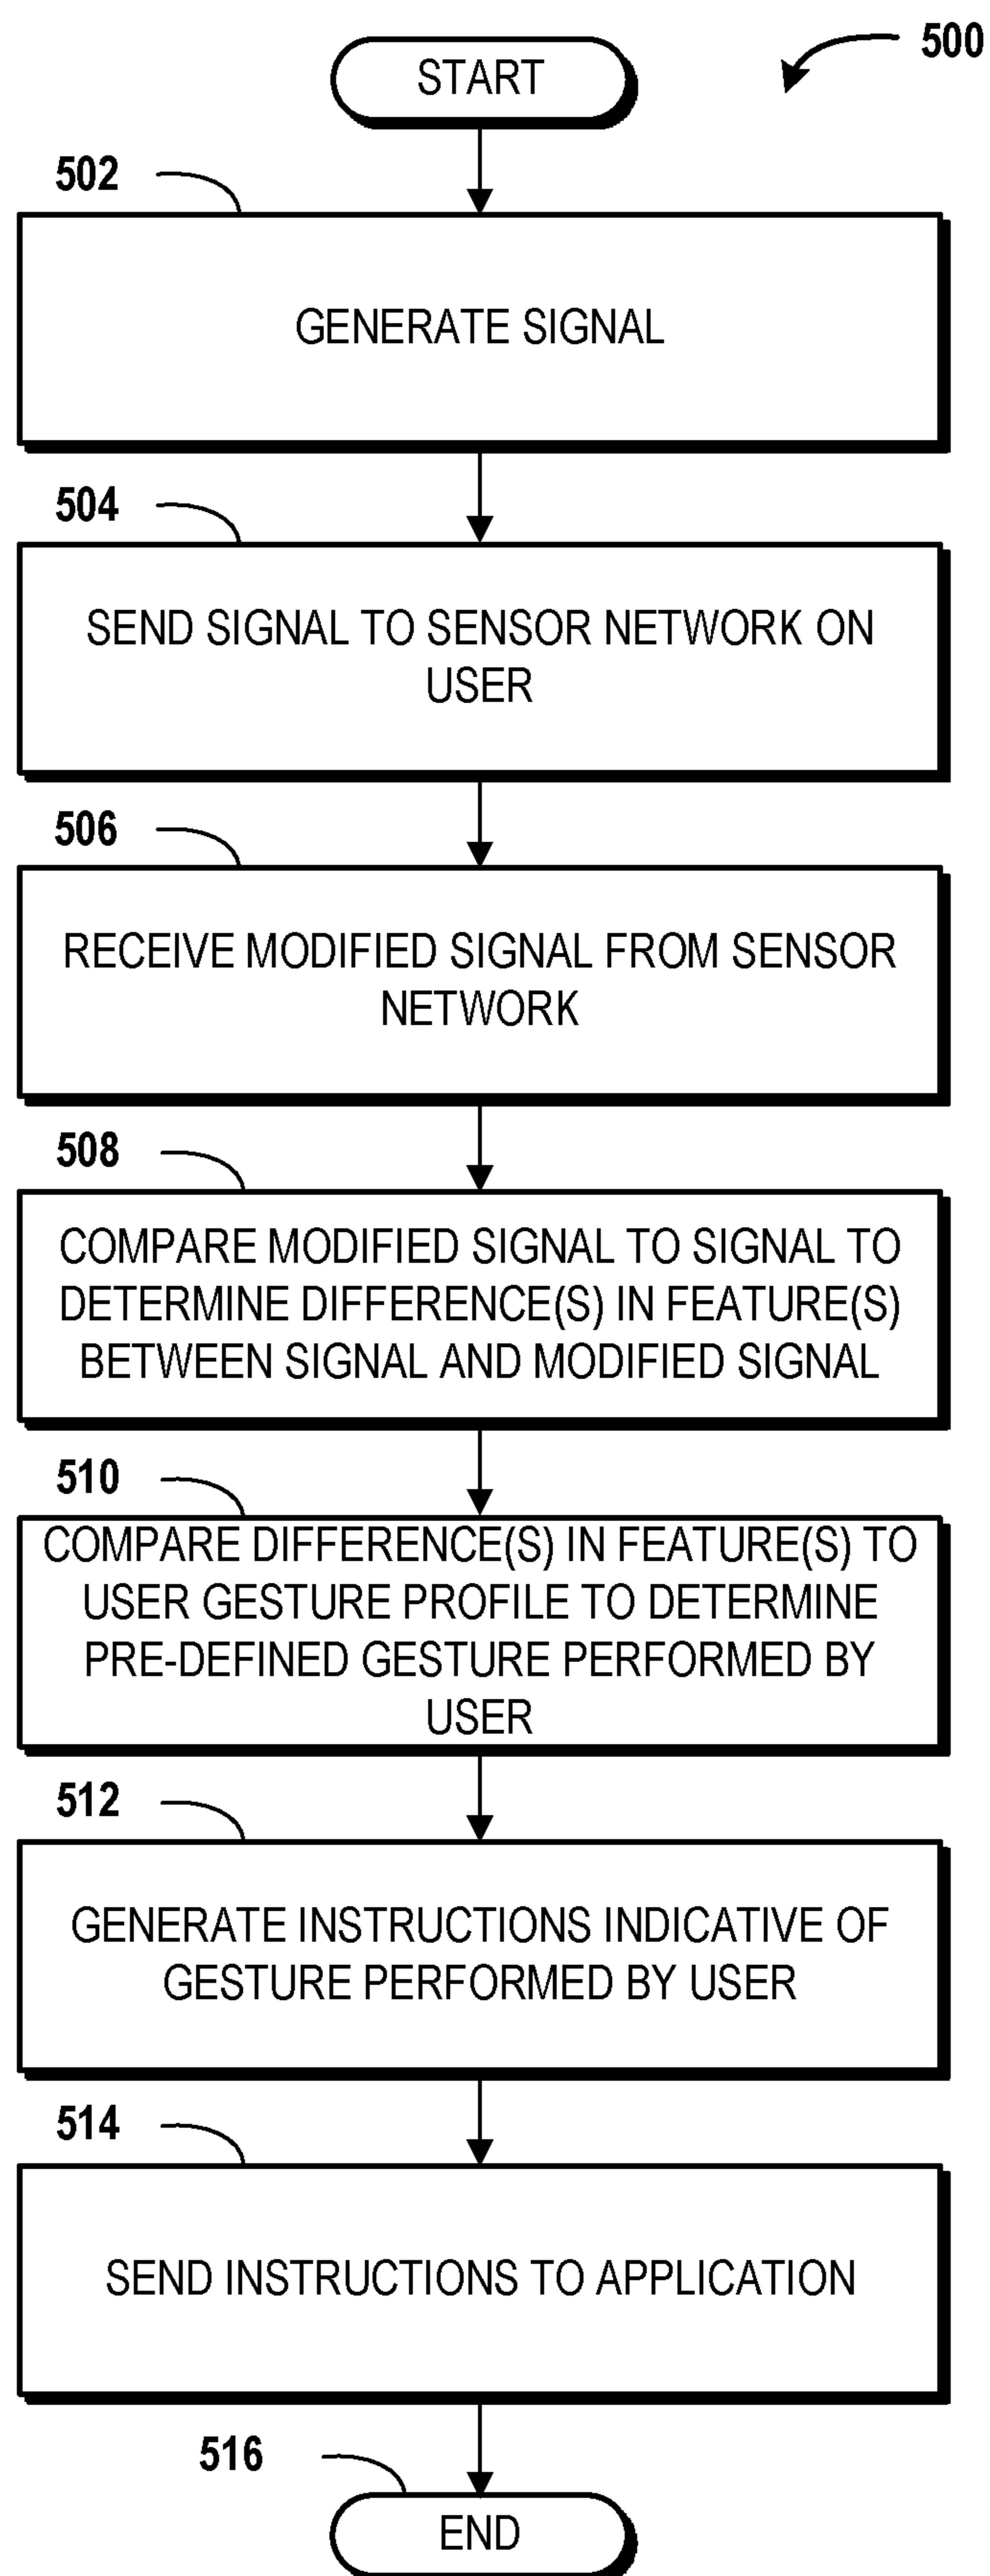 500
START
502
GENERATE SIGNAL
504
SEND SIGNAL TO SENSOR NETWORK ON
USER
506
RECEIVE MODIFIED SIGNAL FROM SENSOR
NETWORK
508
COMPARE MODIFIED SIGNAL TO SIGNAL TO
DETERMINE DIFFERENCE(S) IN FEATURE(S)
BETWEEN SIGNAL AND MODIFIED SIGNAL
510
COMPARE DIFFERENCE(S) IN FEATURE(S) TO
USER GESTURE PROFILE TO DETERMINE
PRE-DEFINED GESTURE PERFORMED BY
USER
512
GENERATE INSTRUCTIONS INDICATIVE OF
GESTURE PERFORMED BY USER
514
SEND INSTRUCTIONS TO APPLICATION
516
END